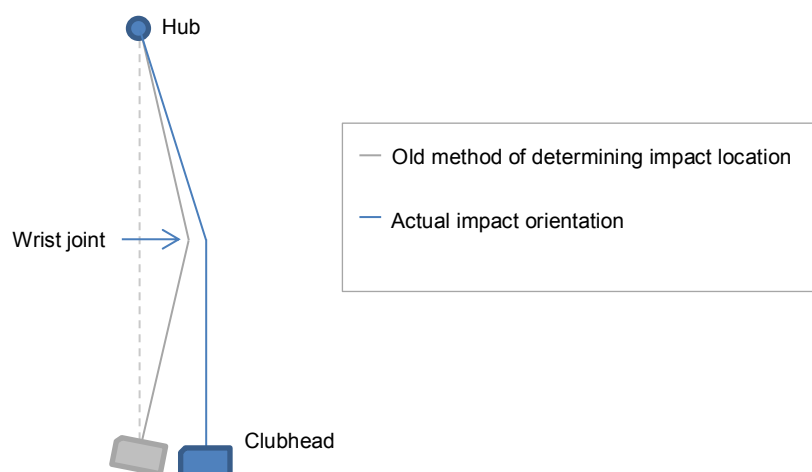 Hub
Old method of determining impact location
Actual impact orientation
Wrist joint
Clubhead